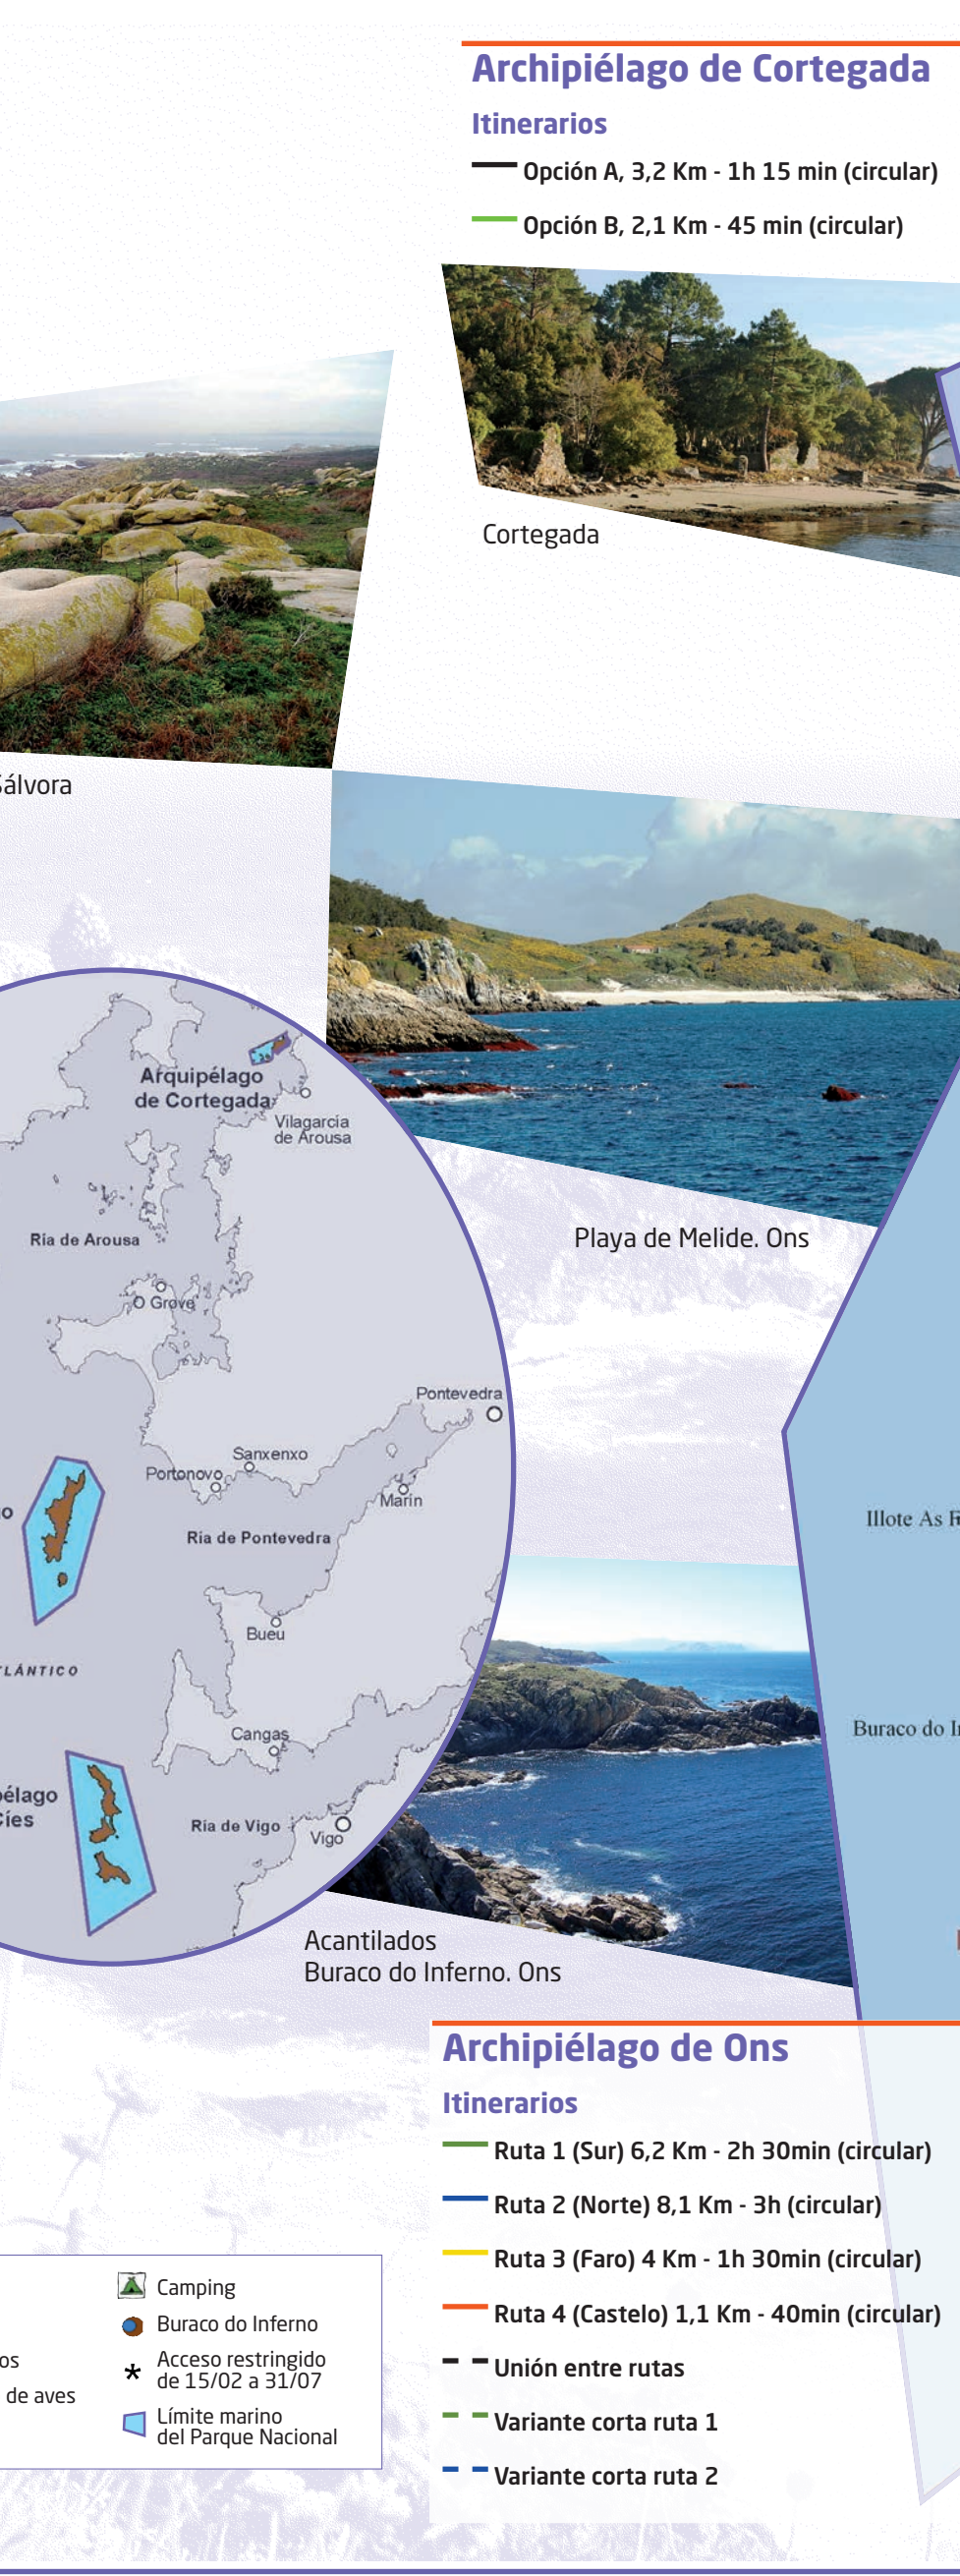 Archipiélago de Cortegada
Itinerarios
Opción A, 3,2 Km - 1h 15 min (circular)
Opción B, 2,1 Km - 45 min (circular)
Cortegada
Sálvora
Playa de Melide. Ons
Arquipélago
de Cortegada
Vilagarcía
de Arousa
Ría de Arousa
O Grove
Pontevedra
Sanxenxo
Portonovo
Marín
Ría de Pontevedra
Bueu
Cangas
Ría de Vigo
Vigo
Illote As
Buraco do
Acantilados
Buraco do Inferno. Ons
Archipiélago de Ons
Itinerarios
Ruta 1 (Sur) 6,2 Km - 2h 30min (circular)
Ruta 2 (Norte) 8,1 Km - 3h (circular)
Ruta 3 (Faro) 4 Km - 1h 30min (circular)
Ruta 4 (Castelo) 1,1 Km - 40min (circular)
Unión entre rutas
Variante corta ruta 1
Variante corta ruta 2
de aves
Camping
Buraco do Inferno
* Acceso restringido
de 15/02 a 31/07
Límite marino
del Parque Nacional